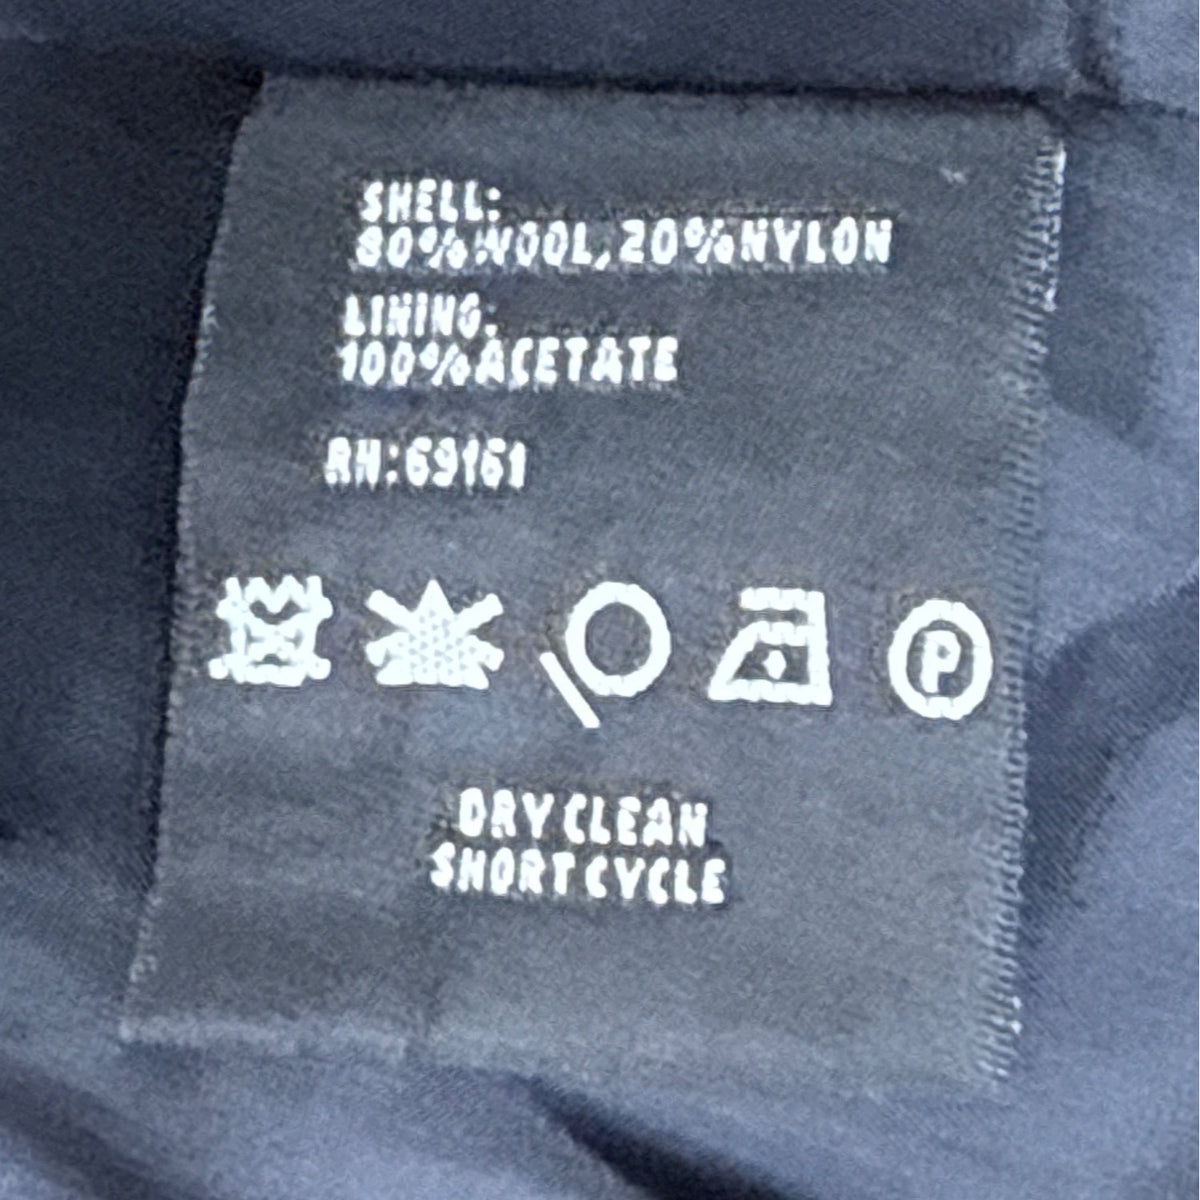 SHELL:
80%WOOL,20%NYLON
LINING:
100%ACETATE
RN:69161
P
DRY CLEAN
SHORT CYCLE